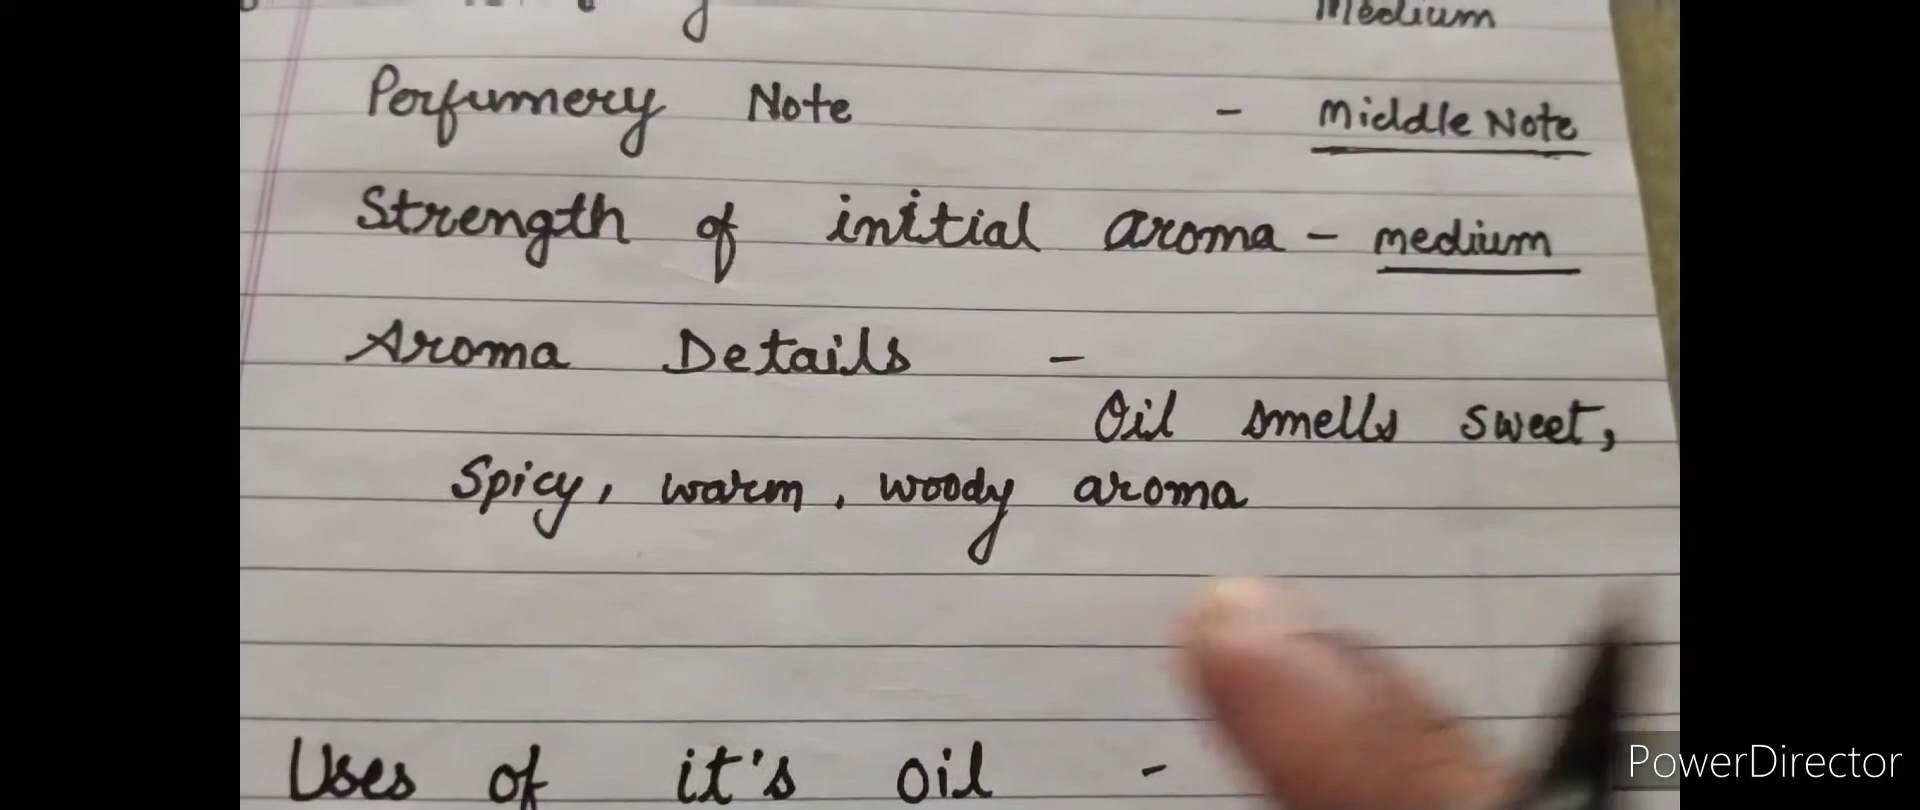 Medium
Perfumery Note - Middle Note
Strength of initial aroma - medium
Aroma Details -
Oil smells sweet,
Spicy, warm, woody aroma
Uses of it's oil -
PowerDirector